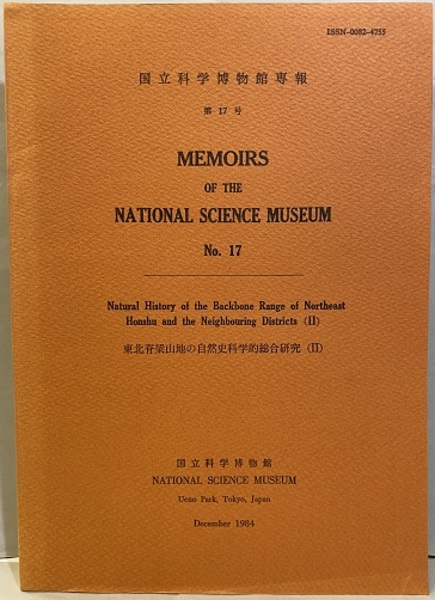 ISSN-0082-4755
国立科学博物館専報
第 17 号
MEMOIRS
OF THE
NATIONAL SCIENCE MUSEUM
No. 17
Natural History of the Backbone Range of Northeast
Honshu and the Neighbouring Districts (II)
東北脊梁山地の自然史科学的総合研究 (II)
国立科学博物館
NATIONAL SCIENCE MUSEUM
Ueno Park, Tokyo, Japan
December 1984